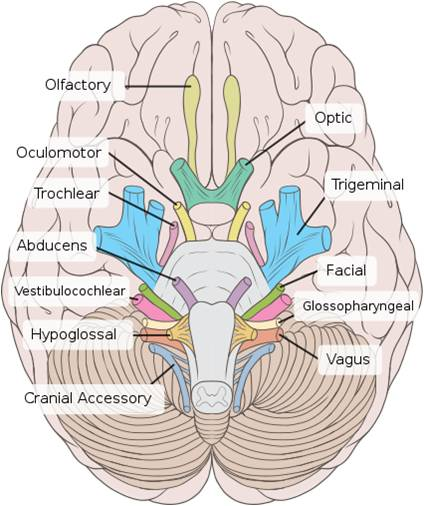 Olfactory
Optic
Oculomotor
Trigeminal
Trochlear
Abducens
Facial
Vestibulocochlear
Glossopharyngeal
Hypoglossal
Vagus
Cranial Accessory